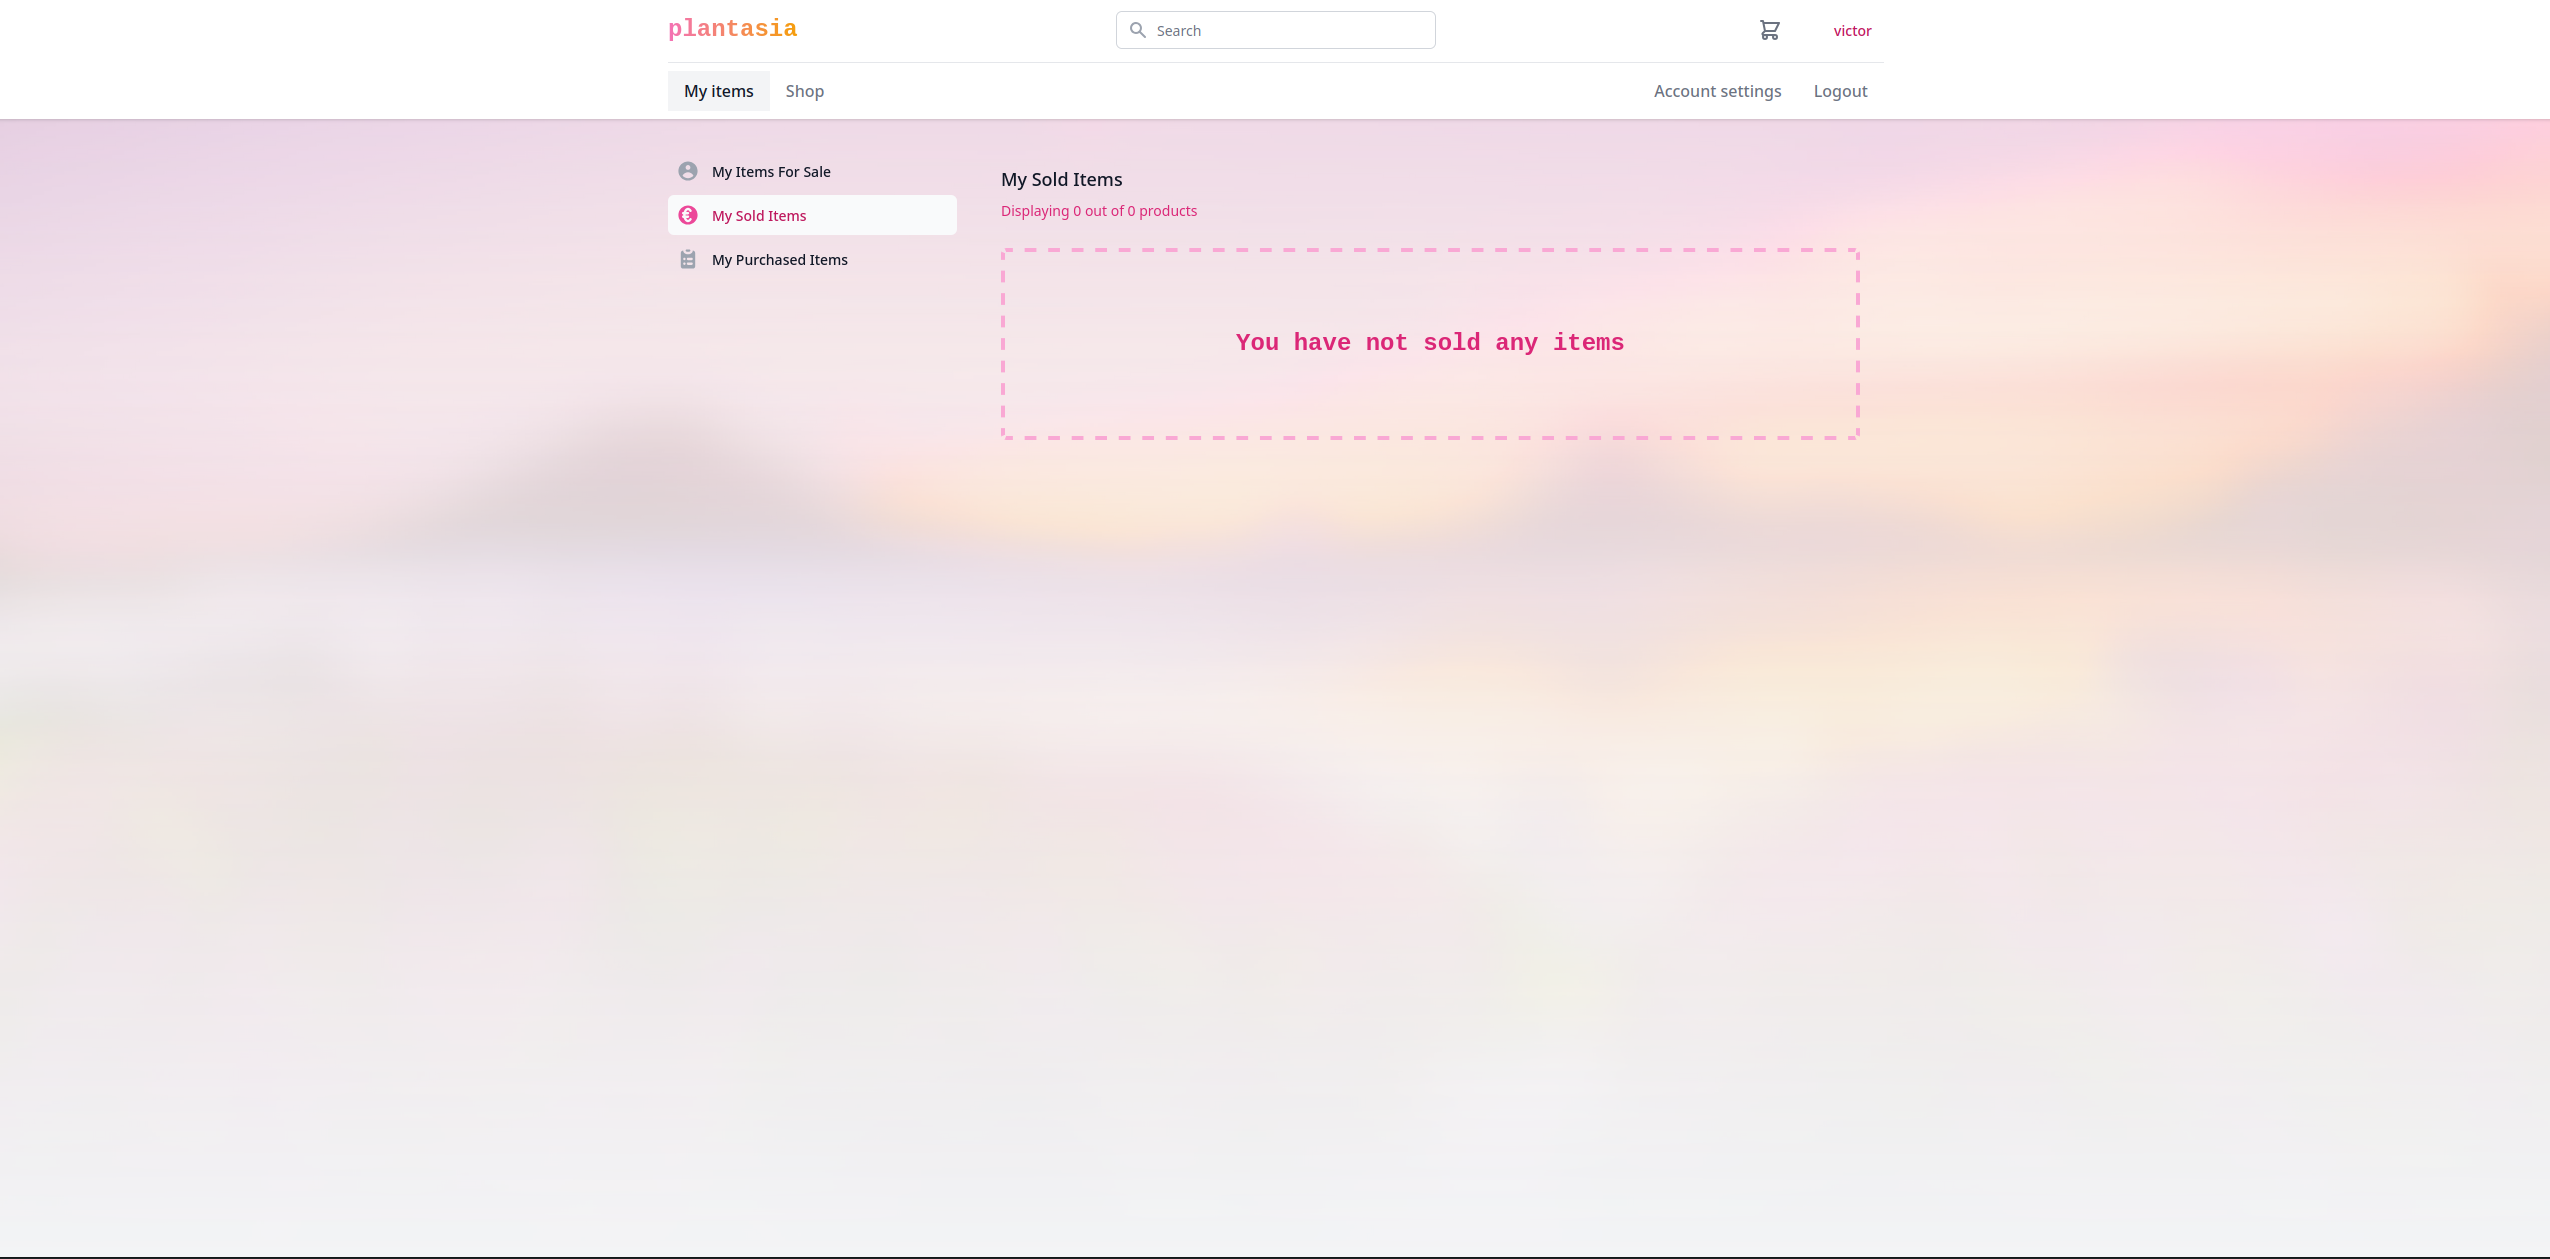 plantasia
Search
victor
My items
Shop
Account settings
Logout
My Items For Sale
My Sold Items
My Purchased Items
My Sold Items
Displaying 0 out of 0 products
You have not sold any items